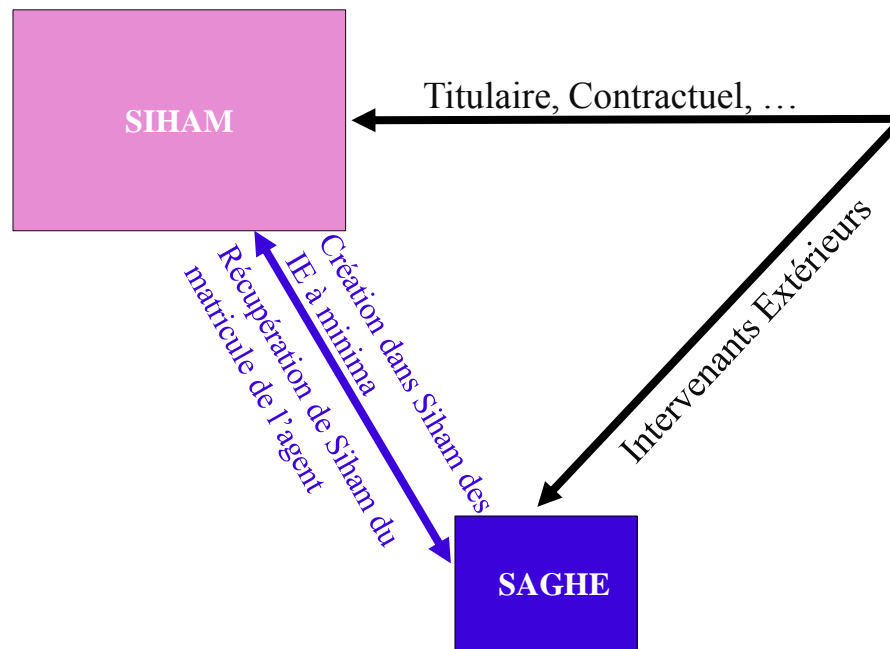 Titulaire, Contractuel, …
SIHAM
Intervenants Extérieurs
Création dans Siham des
IE à minima
Récupération de Siham du
matricule de l’agent
SAGHE